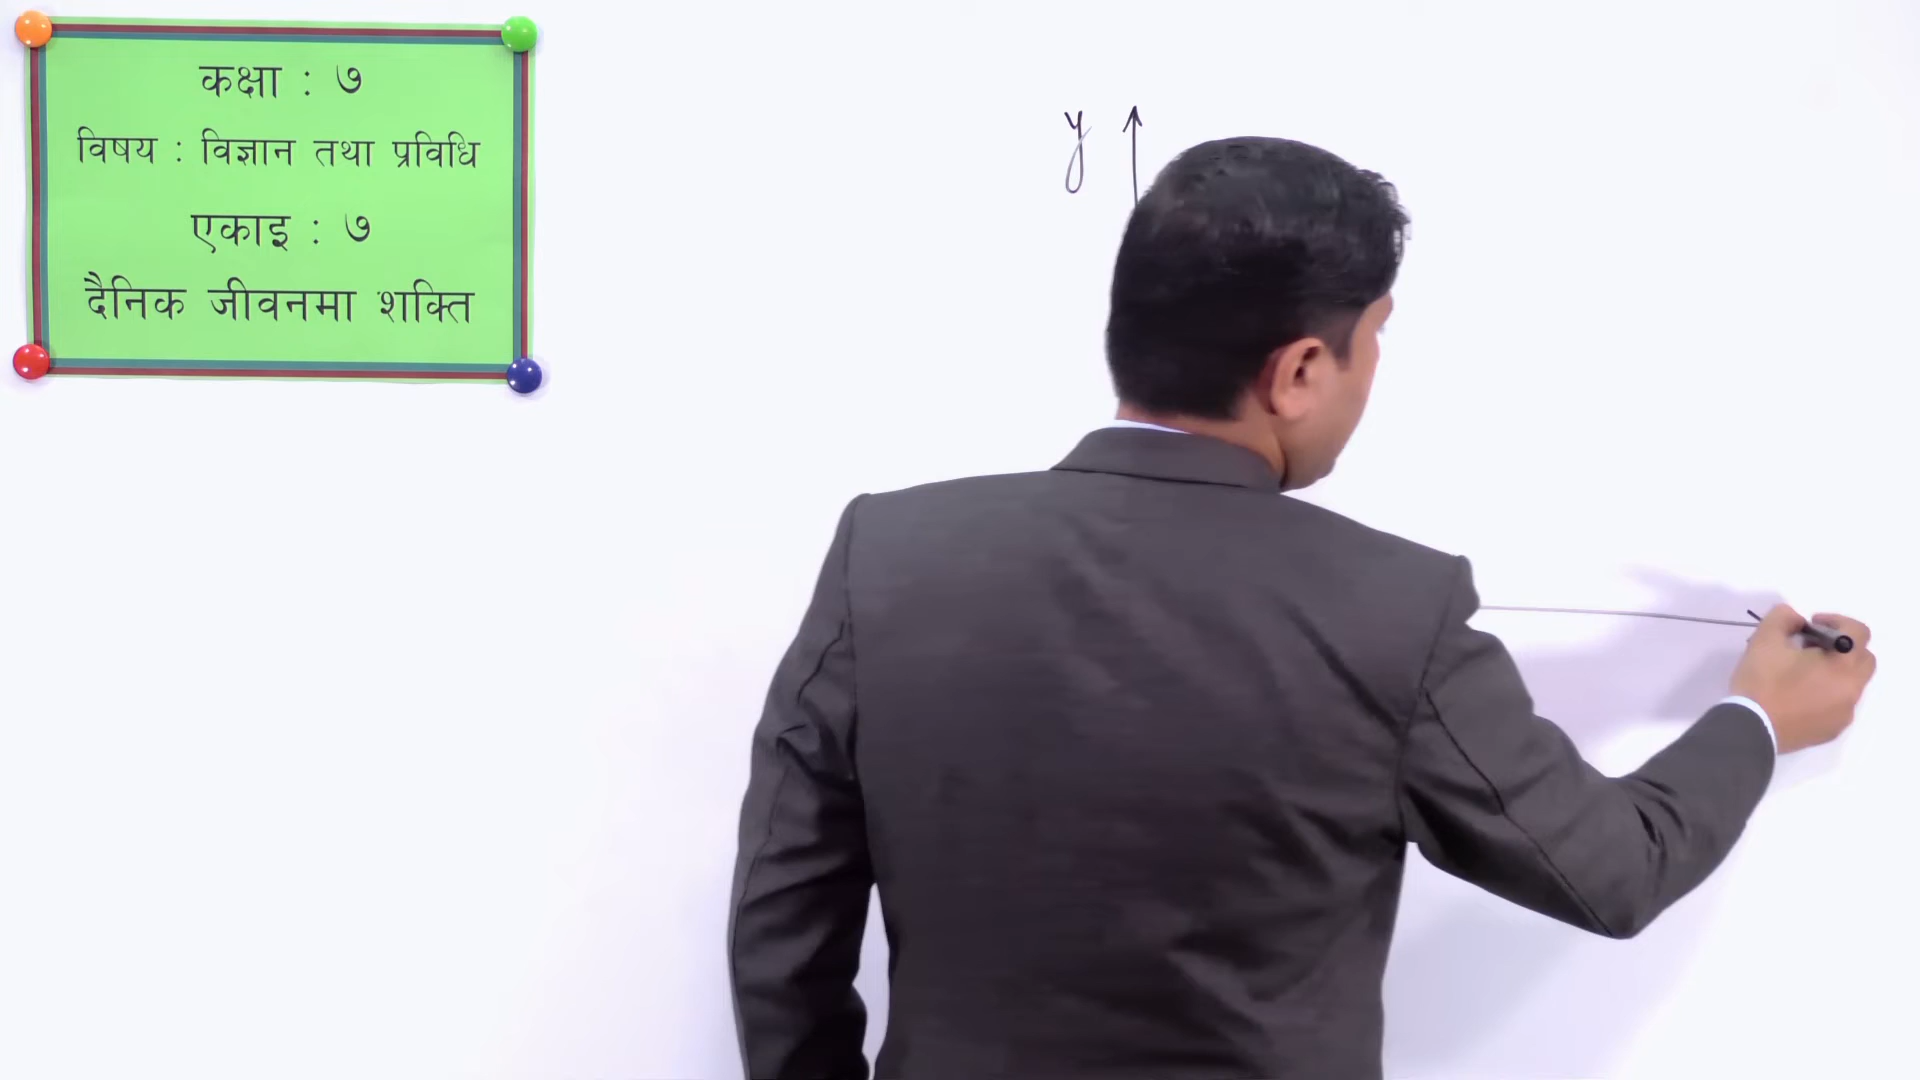 कक्षा : ७
विषय : विज्ञान तथा प्रविधि
एकाइ : ७
दैनिक जीवनमा शक्ति
y